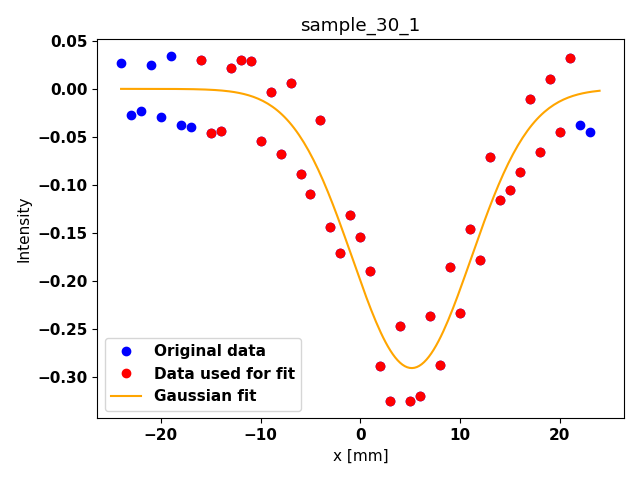 sample_30_1
0.05
0.00
−0.05
−0.10
−0.15
−0.20
−0.25
−0.30
Intensity
Original data
Data used for fit
Gaussian fit
−20 −10 0 10 20
x [mm]